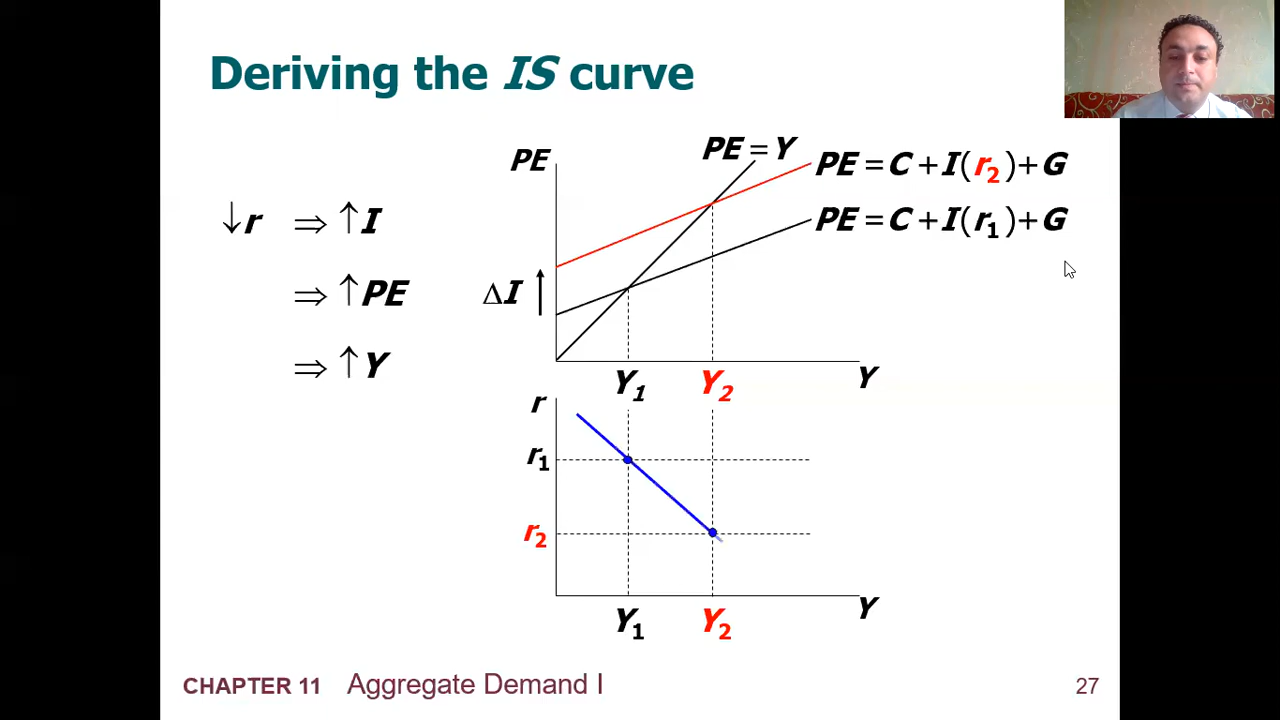 Deriving the IS curve
↓r ⇒ ↑I
⇒ ↑PE
⇒ ↑Y
PE
PE = Y
PE = C + I(r₂) + G
PE = C + I(r₁) + G
ΔI ↑
Y₁
Y₂
Y
r
r₁
r₂
Y₁
Y₂
Y
CHAPTER 11 Aggregate Demand I
27